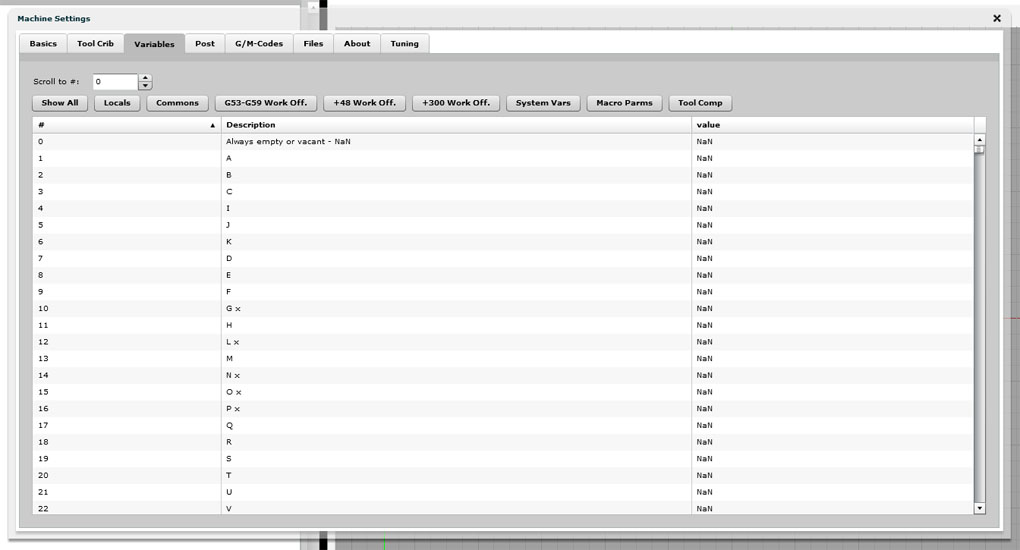 Machine Settings
Basics Tool Crib Variables Post G/M-Codes Files About Tuning
Scroll to #: 0
Show All Locals Commons G53-G59 Work Off. +48 Work Off. +300 Work Off. System Vars Macro Parms Tool Comp
# Description value
0 Always empty or vacant - NaN NaN
1 A NaN
2 B NaN
3 C NaN
4 I NaN
5 J NaN
6 K NaN
7 D NaN
8 E NaN
9 F NaN
10 G x NaN
11 H NaN
12 L x NaN
13 M NaN
14 N x NaN
15 O x NaN
16 P x NaN
17 Q NaN
18 R NaN
19 S NaN
20 T NaN
21 U NaN
22 V NaN